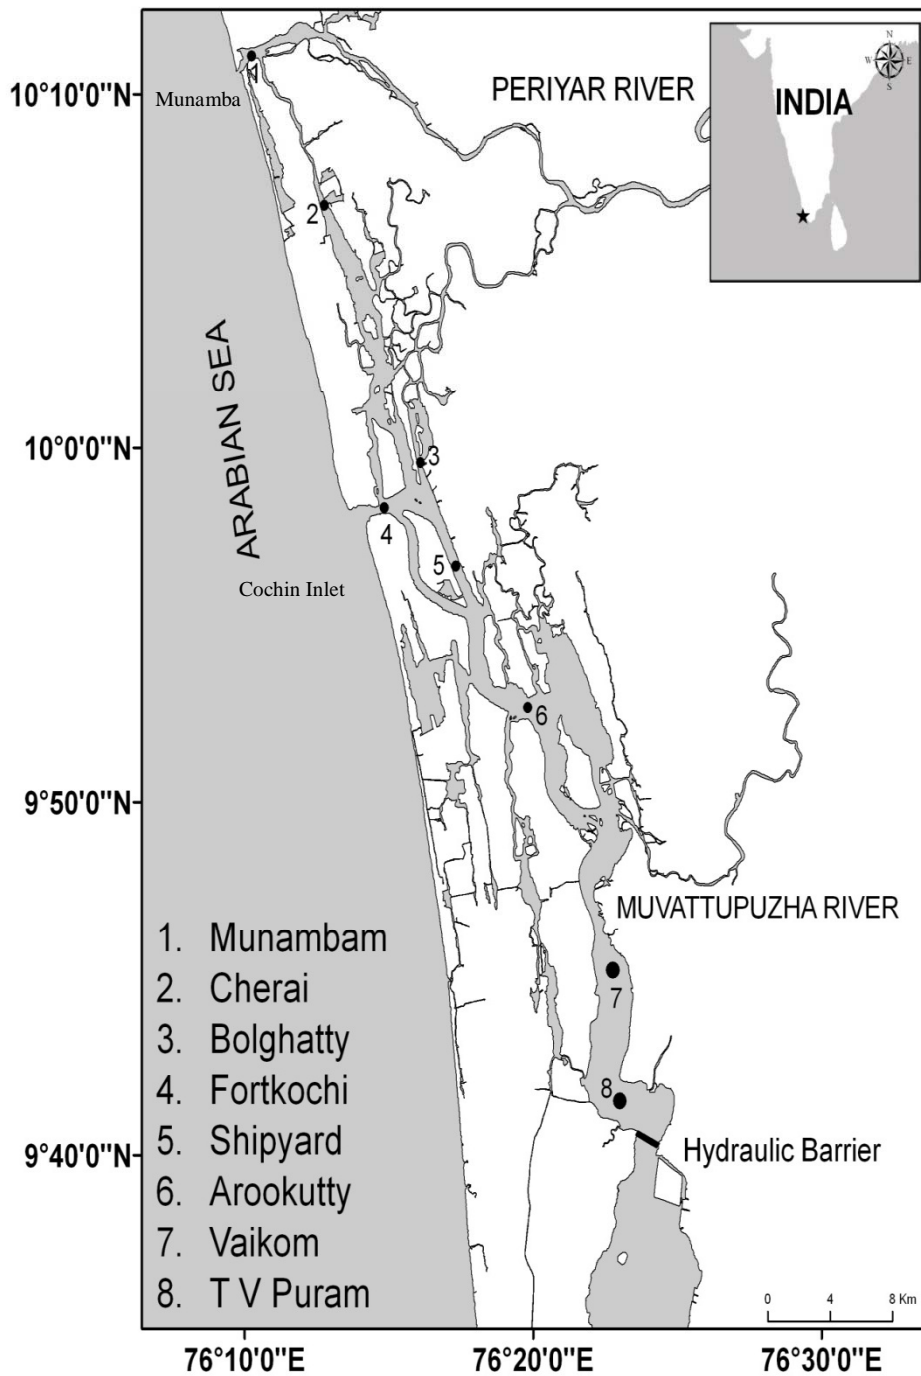 N
W E
S
INDIA
PERIYAR RIVER
10°10'0"N
Munamba
1
2
ARABIAN SEA
10°0'0"N
3
4
5
Cochin Inlet
6
9°50'0"N
MUVATTUPUZHA RIVER
7
8
Hydraulic Barrier
9°40'0"N
1. Munambam
2. Cherai
3. Bolghatty
4. Fortkochi
5. Shipyard
6. Arookutty
7. Vaikom
8. T V Puram
0 4 8 Km
76°10'0"E 76°20'0"E 76°30'0"E